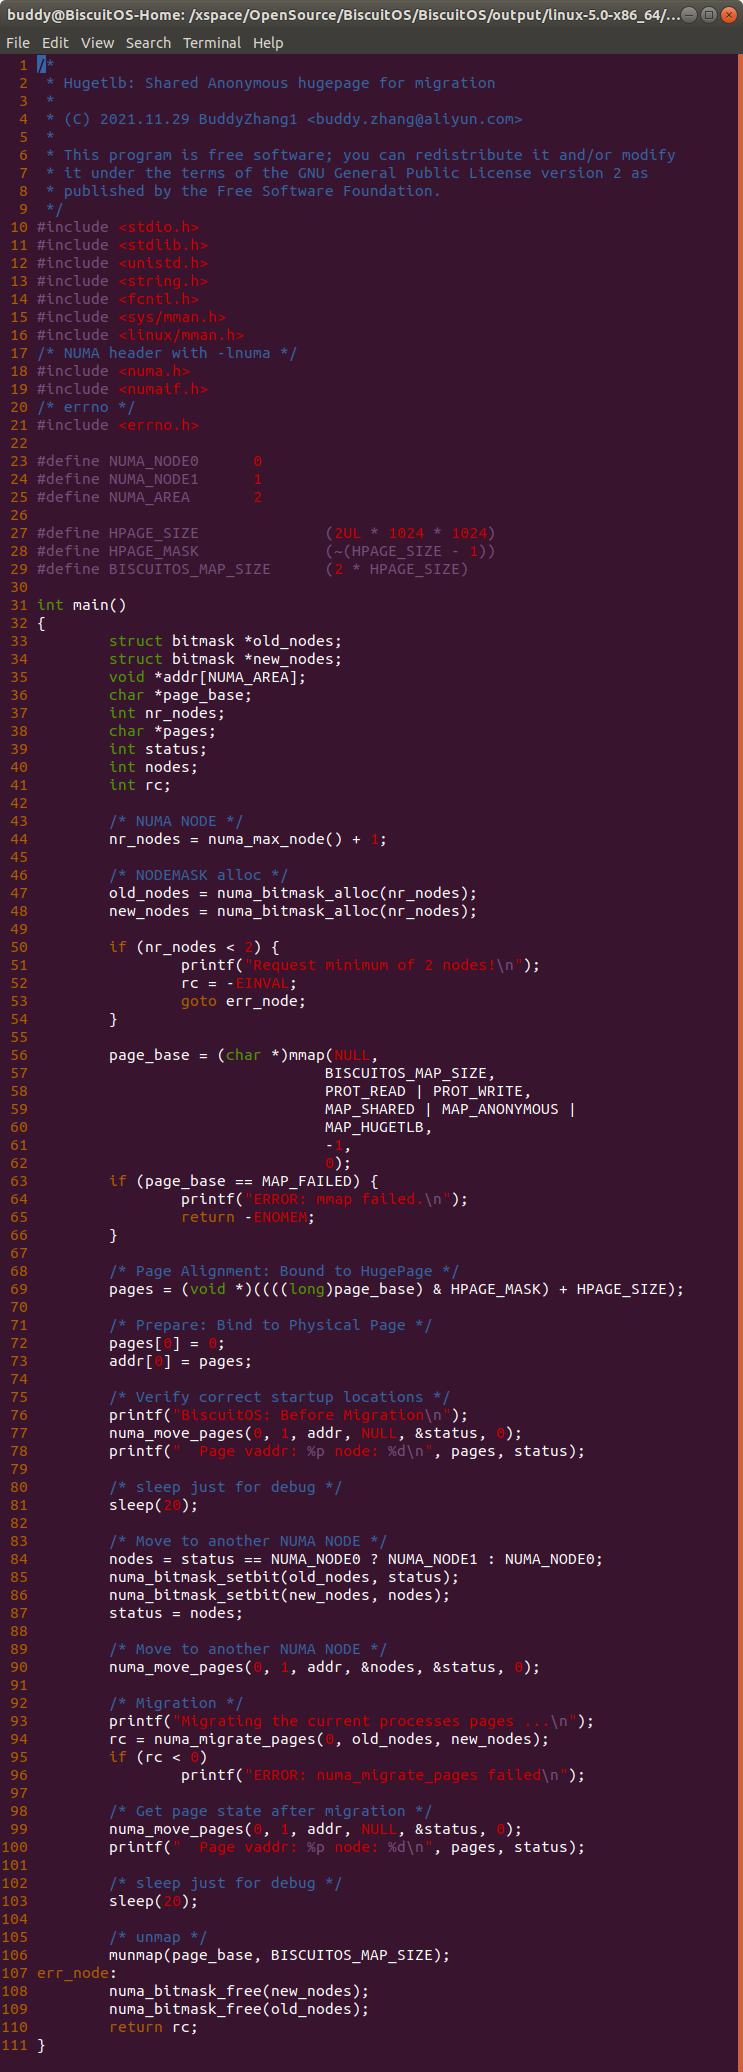 buddy@BiscuitOS-Home: /xspace/OpenSource/BiscuitOS/BiscuitOS/output/linux-5.0-x86_64/...
File Edit View Search Terminal Help
1 /*
2  * Hugetlb: Shared Anonymous hugepage for migration
3  *
4  * (C) 2021.11.29 BuddyZhang1 <buddy.zhang@aliyun.com>
5  *
6  * This program is free software; you can redistribute it and/or modify
7  * it under the terms of the GNU General Public License version 2 as
8  * published by the Free Software Foundation.
9  */
10 #include <stdio.h>
11 #include <stdlib.h>
12 #include <unistd.h>
13 #include <string.h>
14 #include <fcntl.h>
15 #include <sys/mman.h>
16 #include <linux/mman.h>
17 /* NUMA header with -lnuma */
18 #include <numa.h>
19 #include <numaif.h>
20 /* errno */
21 #include <errno.h>
22
23 #define NUMA_NODE0      0
24 #define NUMA_NODE1      1
25 #define NUMA_AREA       2
26
27 #define HPAGE_SIZE              (2UL * 1024 * 1024)
28 #define HPAGE_MASK              (~(HPAGE_SIZE - 1))
29 #define BISCUITOS_MAP_SIZE      (2 * HPAGE_SIZE)
30
31 int main()
32 {
33         struct bitmask *old_nodes;
34         struct bitmask *new_nodes;
35         void *addr[NUMA_AREA];
36         char *page_base;
37         int nr_nodes;
38         char *pages;
39         int status;
40         int nodes;
41         int rc;
42
43         /* NUMA NODE */
44         nr_nodes = numa_max_node() + 1;
45
46         /* NODEMASK alloc */
47         old_nodes = numa_bitmask_alloc(nr_nodes);
48         new_nodes = numa_bitmask_alloc(nr_nodes);
49
50         if (nr_nodes < 2) {
51                 printf("Request minimum of 2 nodes!\n");
52                 rc = -EINVAL;
53                 goto err_node;
54         }
55
56         page_base = (char *)mmap(NULL,
57                                 BISCUITOS_MAP_SIZE,
58                                 PROT_READ | PROT_WRITE,
59                                 MAP_SHARED | MAP_ANONYMOUS |
60                                 MAP_HUGETLB,
61                                 -1,
62                                 0);
63         if (page_base == MAP_FAILED) {
64                 printf("ERROR: mmap failed.\n");
65                 return -ENOMEM;
66         }
67
68         /* Page Alignment: Bound to HugePage */
69         pages = (void *)((((long)page_base) & HPAGE_MASK) + HPAGE_SIZE);
70
71         /* Prepare: Bind to Physical Page */
72         pages[0] = 0;
73         addr[0] = pages;
74
75         /* Verify correct startup locations */
76         printf("BiscuitOS: Before Migration\n");
77         numa_move_pages(0, 1, addr, NULL, &status, 0);
78         printf("  Page vaddr: %p node: %d\n", pages, status);
79
80         /* sleep just for debug */
81         sleep(20);
82
83         /* Move to another NUMA NODE */
84         nodes = status == NUMA_NODE0 ? NUMA_NODE1 : NUMA_NODE0;
85         numa_bitmask_setbit(old_nodes, status);
86         numa_bitmask_setbit(new_nodes, nodes);
87         status = nodes;
88
89         /* Move to another NUMA NODE */
90         numa_move_pages(0, 1, addr, &nodes, &status, 0);
91
92         /* Migration */
93         printf("Migrating the current processes pages ...\n");
94         rc = numa_migrate_pages(0, old_nodes, new_nodes);
95         if (rc < 0)
96                 printf("ERROR: numa_migrate_pages failed\n");
97
98         /* Get page state after migration */
99         numa_move_pages(0, 1, addr, NULL, &status, 0);
100         printf("  Page vaddr: %p node: %d\n", pages, status);
101
102         /* sleep just for debug */
103         sleep(20);
104
105         /* unmap */
106         munmap(page_base, BISCUITOS_MAP_SIZE);
107 err_node:
108         numa_bitmask_free(new_nodes);
109         numa_bitmask_free(old_nodes);
110         return rc;
111 }